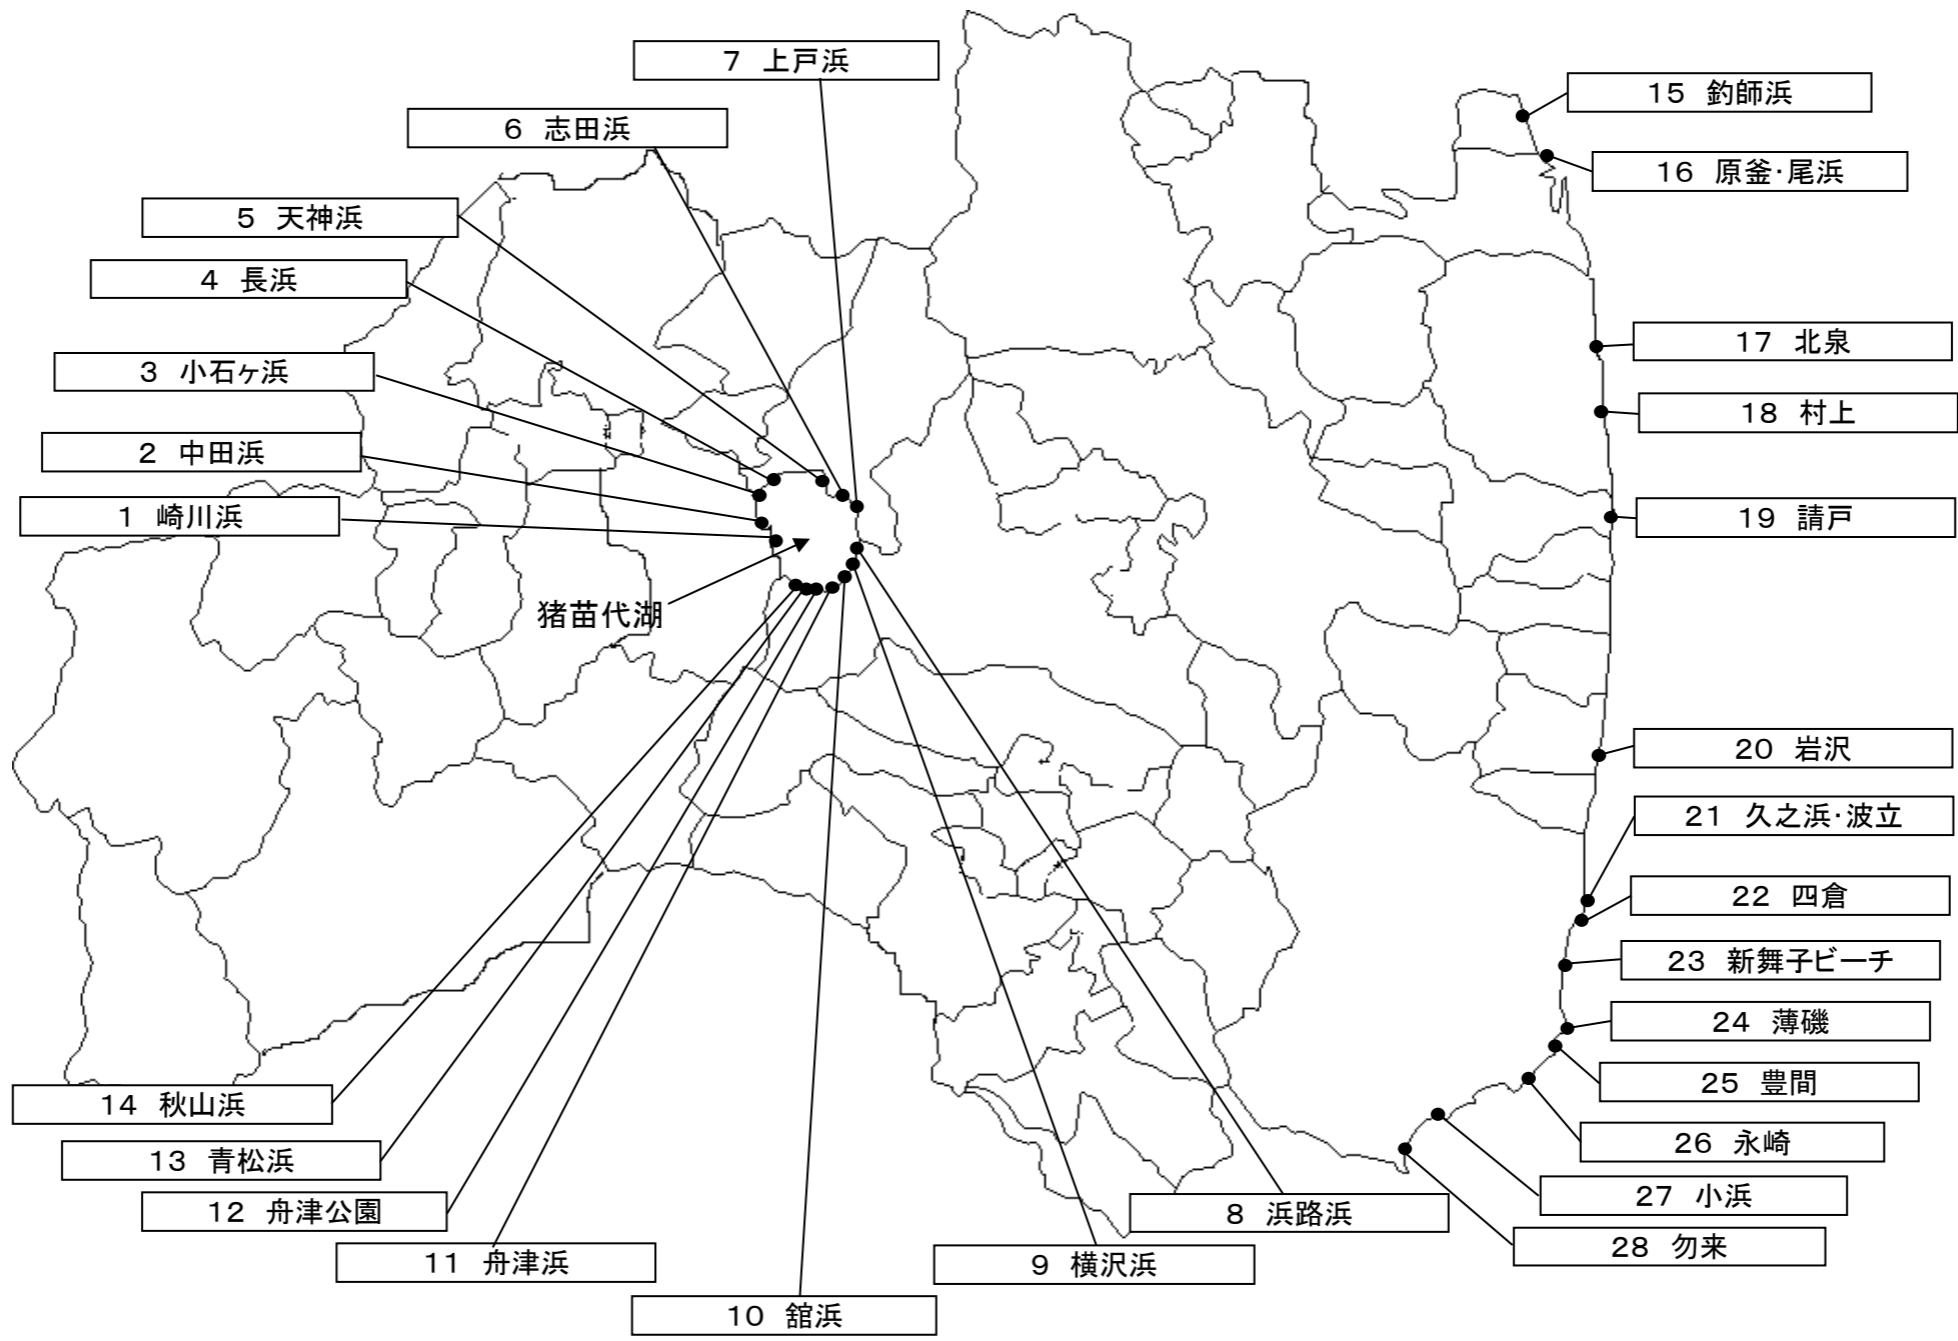 7 上戸浜
6 志田浜
5 天神浜
4 長浜
3 小石ヶ浜
2 中田浜
1 崎川浜
猪苗代湖
14 秋山浜
13 青松浜
12 舟津公園
11 舟津浜
10 舘浜
9 横沢浜
8 浜路浜
15 釣師浜
16 原釜･尾浜
17 北泉
18 村上
19 請戸
20 岩沢
21 久之浜･波立
22 四倉
23 新舞子ビーチ
24 薄磯
25 豊間
26 永崎
27 小浜
28 勿来